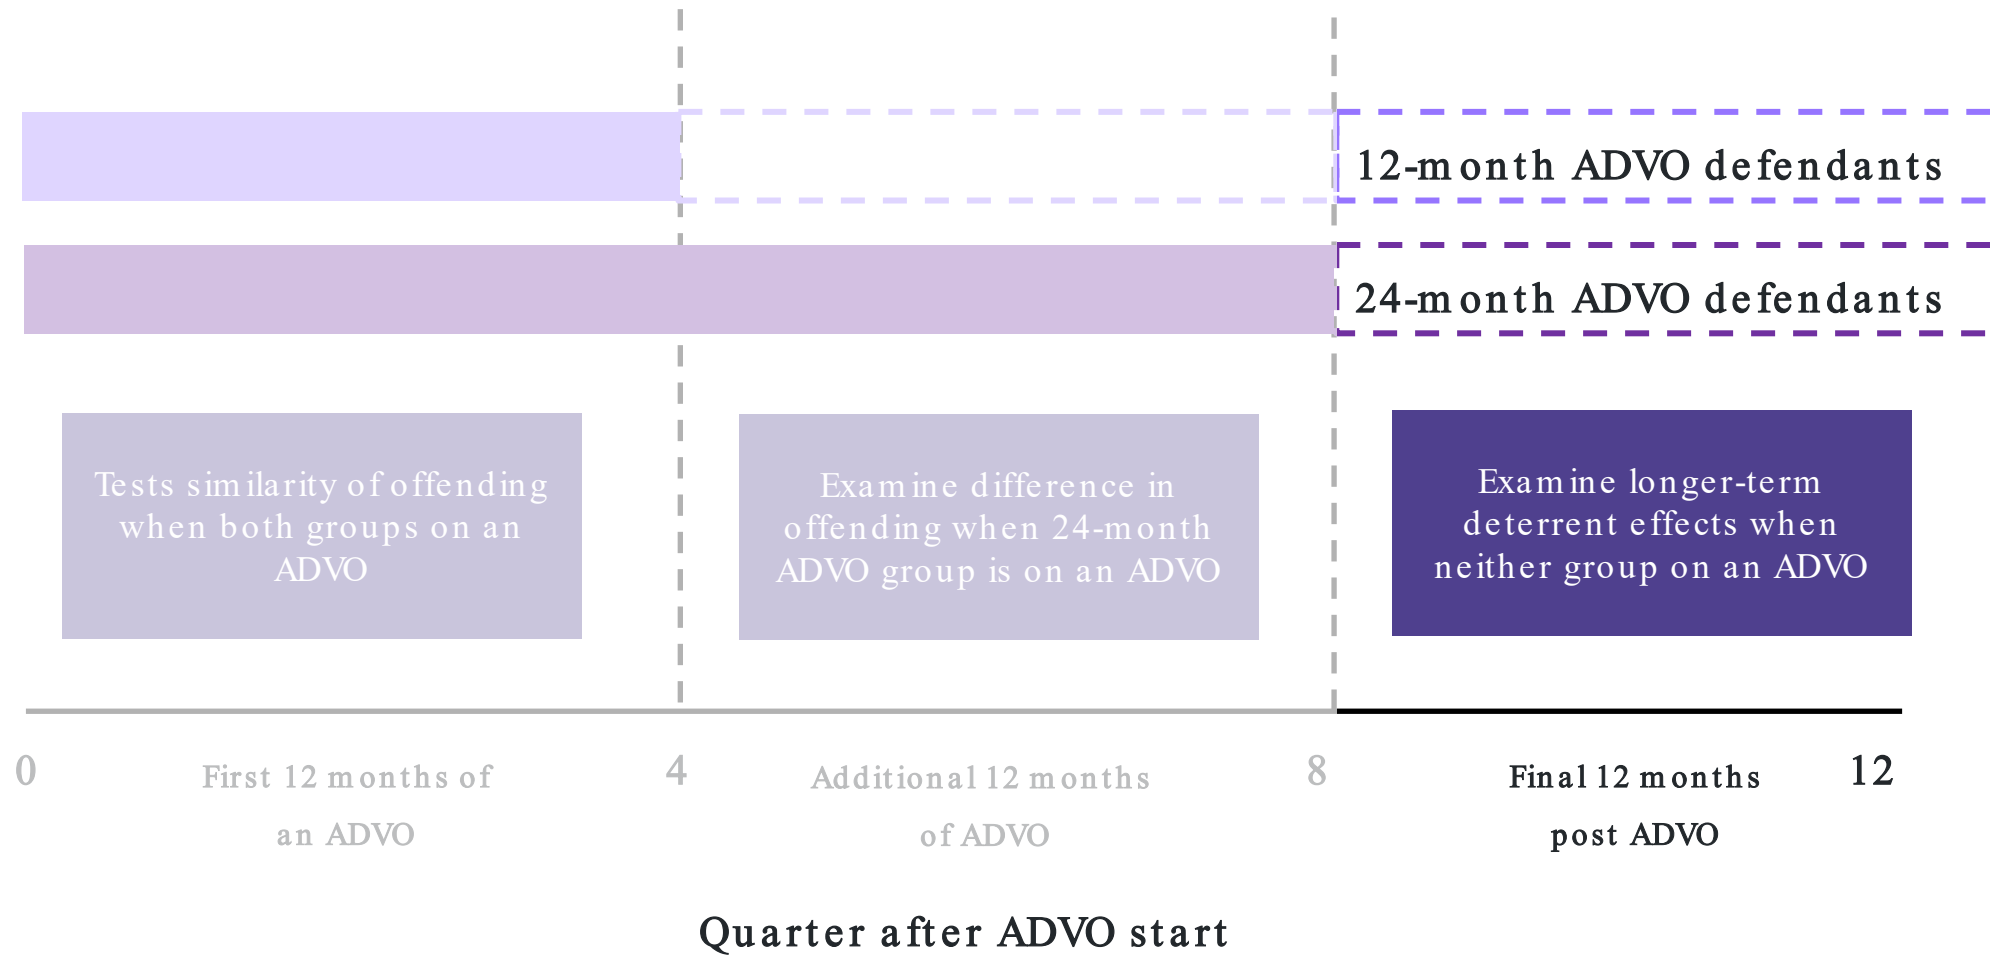 12-month ADVO defendants
24-month ADVO defendants
Tests similarity of offending
when both groups on an
ADVO
Examine difference in
offending when 24-month
ADVO group is on an ADVO
Examine longer-term
deterrent effects when
neither group on an ADVO
0
First 12 months of
an ADVO
4
Additional 12 months
of ADVO
8
Final 12 months
post ADVO
12
Quarter after ADVO start